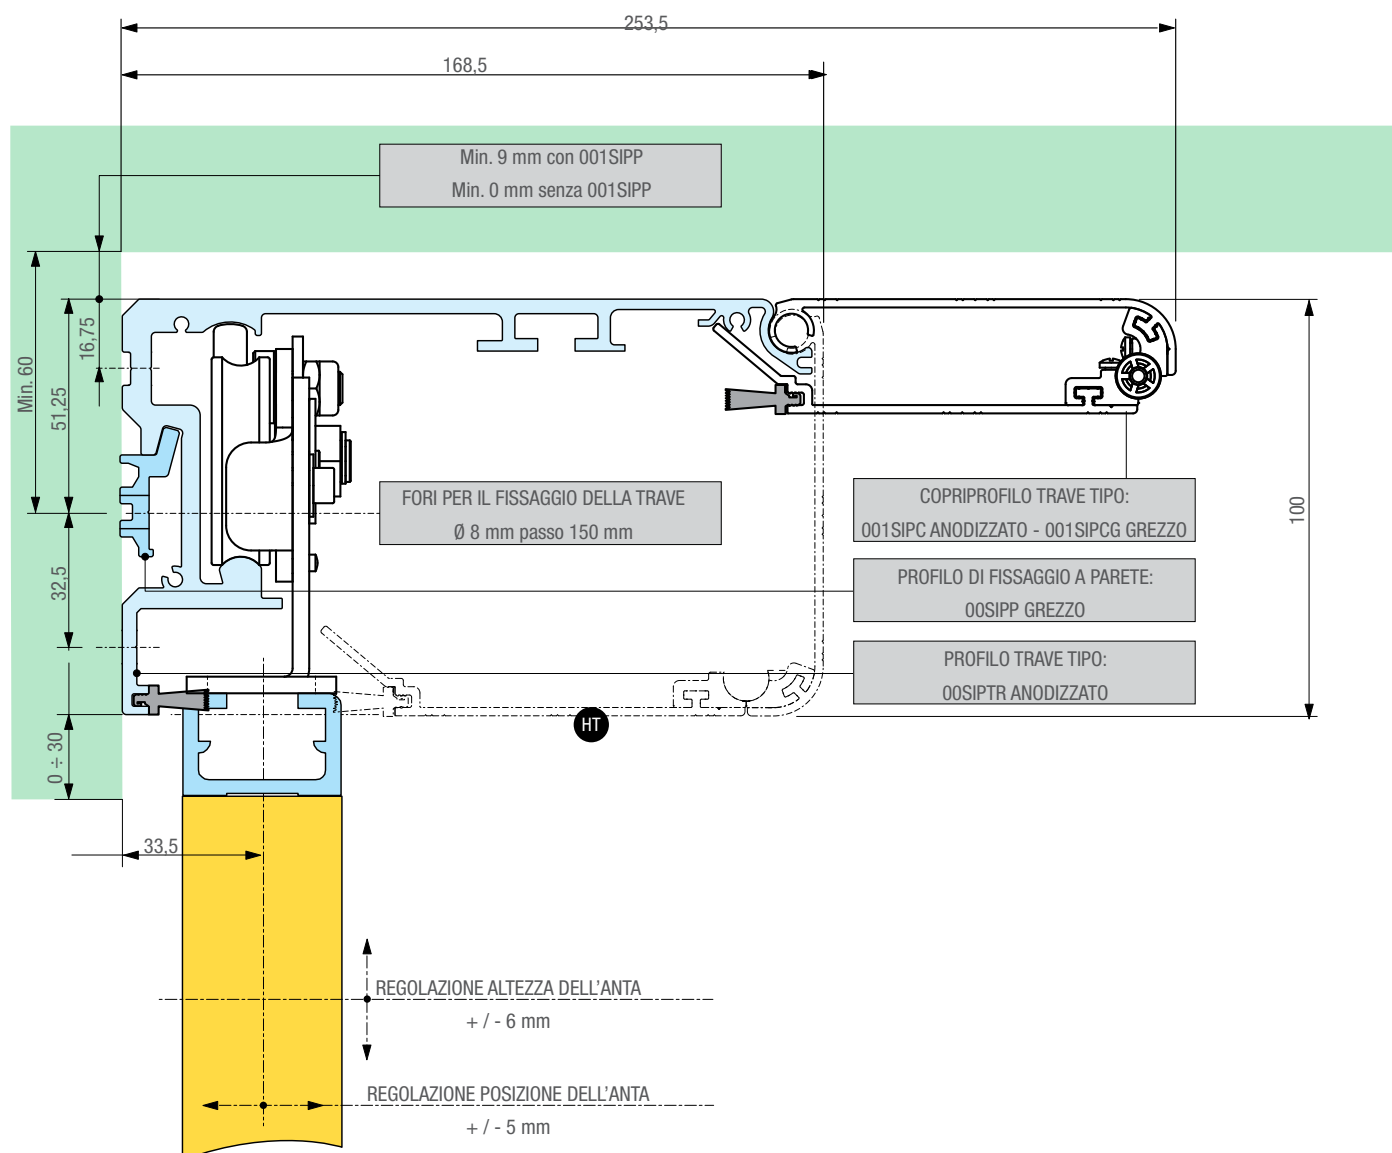 253,5
168,5
Min. 9 mm con 001SIPP
Min. 0 mm senza 001SIPP
Min. 60
51,25
16,75
32,5
0 ÷ 30
33,5
100
FORI PER IL FISSAGGIO DELLA TRAVE
Ø 8 mm passo 150 mm
COPRIPROFILO TRAVE TIPO:
001SIPC ANODIZZATO - 001SIPCG GREZZO
PROFILO DI FISSAGGIO A PARETE:
00SIPP GREZZO
PROFILO TRAVE TIPO:
00SIPTR ANODIZZATO
HT
REGOLAZIONE ALTEZZA DELL'ANTA
+ / - 6 mm
REGOLAZIONE POSIZIONE DELL'ANTA
+ / - 5 mm